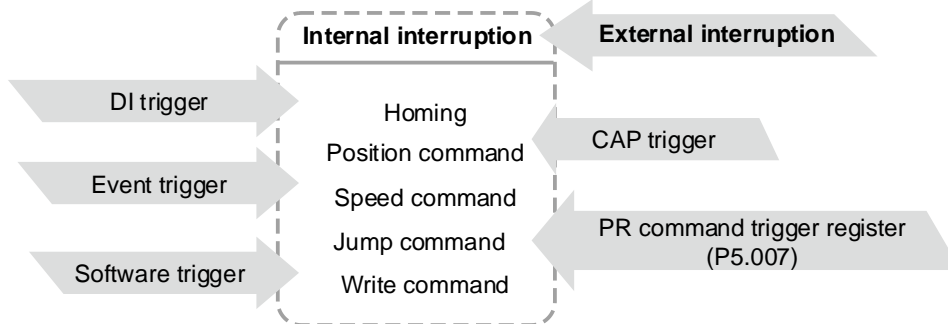 Internal interruption
External interruption
DI trigger
Homing
Position command
CAP trigger
Event trigger
Speed command
Jump command
PR command trigger register
(P5.007)
Software trigger
Write command